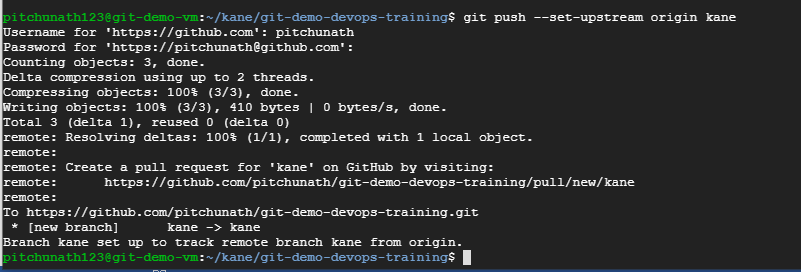 pitchunath123@git-demo-vm:~/kane/git-demo-devops-training$ git push --set-upstream origin kane
Username for 'https://github.com': pitchunath
Password for 'https://pitchunath@github.com':
Counting objects: 3, done.
Delta compression using up to 2 threads.
Compressing objects: 100% (3/3), done.
Writing objects: 100% (3/3), 410 bytes | 0 bytes/s, done.
Total 3 (delta 1), reused 0 (delta 0)
remote: Resolving deltas: 100% (1/1), completed with 1 local object.
remote:
remote: Create a pull request for 'kane' on GitHub by visiting:
remote:      https://github.com/pitchunath/git-demo-devops-training/pull/new/kane
remote:
To https://github.com/pitchunath/git-demo-devops-training.git
 * [new branch]      kane -> kane
Branch kane set up to track remote branch kane from origin.
pitchunath123@git-demo-vm:~/kane/git-demo-devops-training$